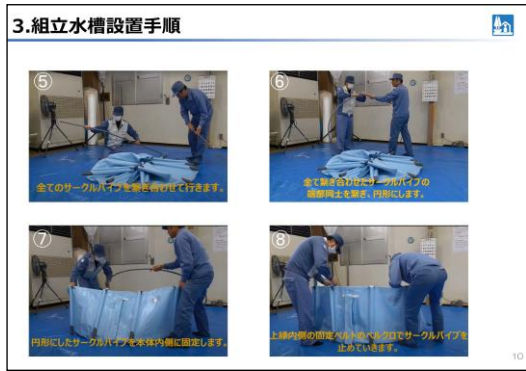 3.組立水槽設置手順
⑤
全てのサークルパイプを繋ぎ合わせて行きます。
⑥
全て繋ぎ合わせたサークルパイプの
端部同士を繋ぎ、円形にします。
⑦
円形にしたサークルパイプを本体内側に固定します。
⑧
上縁内側の固定ベルトのベルクロでサークルパイプを
止めていきます。
10